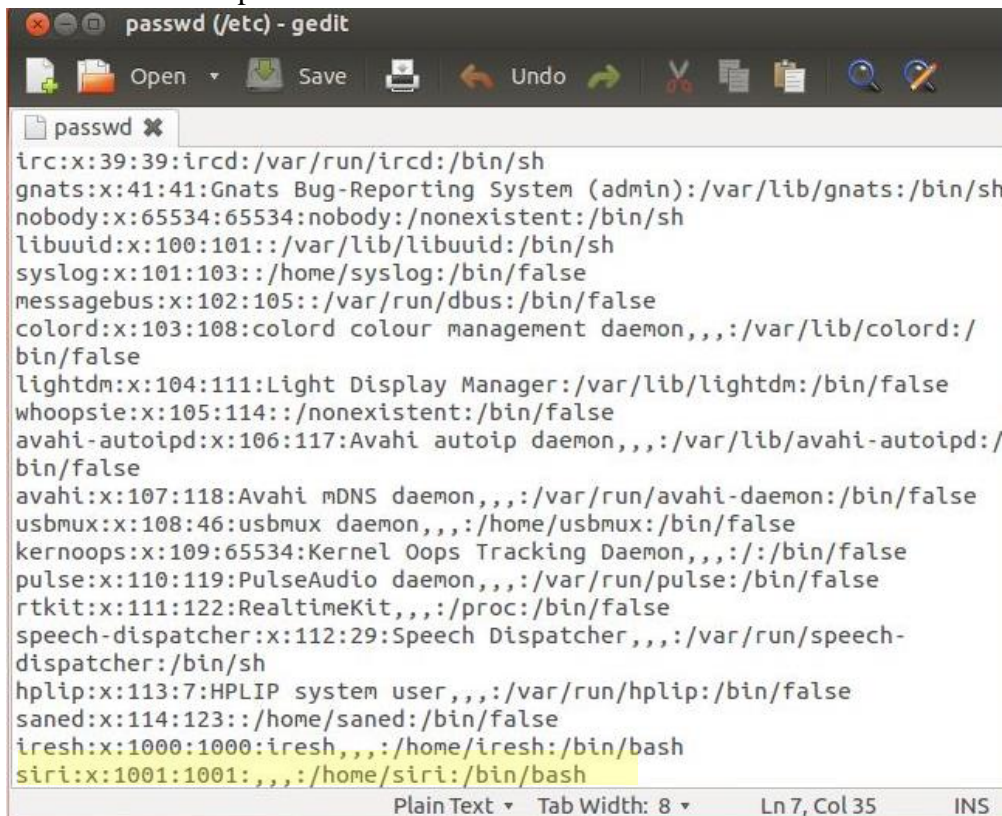 passwd (/etc) - gedit
Open Save Undo
passwd
irc:x:39:39:ircd:/var/run/ircd:/bin/sh
gnats:x:41:41:Gnats Bug-Reporting System (admin):/var/lib/gnats:/bin/sh
nobody:x:65534:65534:nobody:/nonexistent:/bin/sh
libuuid:x:100:101::/var/lib/libuuid:/bin/sh
syslog:x:101:103::/home/syslog:/bin/false
messagebus:x:102:105::/var/run/dbus:/bin/false
colord:x:103:108:colord colour management daemon,,,:/var/lib/colord:/
bin/false
lightdm:x:104:111:Light Display Manager:/var/lib/lightdm:/bin/false
whoopsie:x:105:114::/nonexistent:/bin/false
avahi-autoipd:x:106:117:Avahi autoip daemon,,,:/var/lib/avahi-autoipd:/
bin/false
avahi:x:107:118:Avahi mDNS daemon,,,:/var/run/avahi-daemon:/bin/false
usbmux:x:108:46:usbmux daemon,,,:/home/usbmux:/bin/false
kernoops:x:109:65534:Kernel Oops Tracking Daemon,,,:/:/bin/false
pulse:x:110:119:PulseAudio daemon,,,:/var/run/pulse:/bin/false
rtkit:x:111:122:RealtimeKit,,,:/proc:/bin/false
speech-dispatcher:x:112:29:Speech Dispatcher,,,:/var/run/speech-
dispatcher:/bin/sh
hplip:x:113:7:HPLIP system user,,,:/var/run/hplip:/bin/false
saned:x:114:123::/home/saned:/bin/false
iresh:x:1000:1000:iresh,,,:/home/iresh:/bin/bash
siri:x:1001:1001:,,,:/home/siri:/bin/bash
Plain Text Tab Width: 8 Ln 7, Col 35 INS